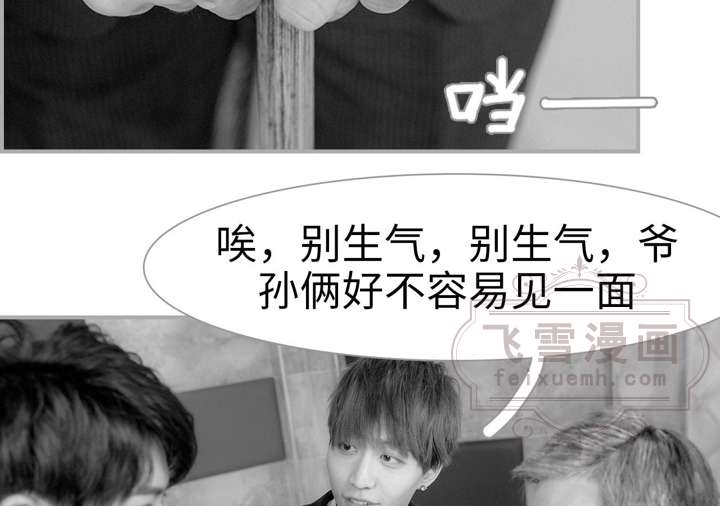 哐——
唉，别生气，别生气，爷
孙俩好不容易见一面
飞雪漫画
feixuemh.com